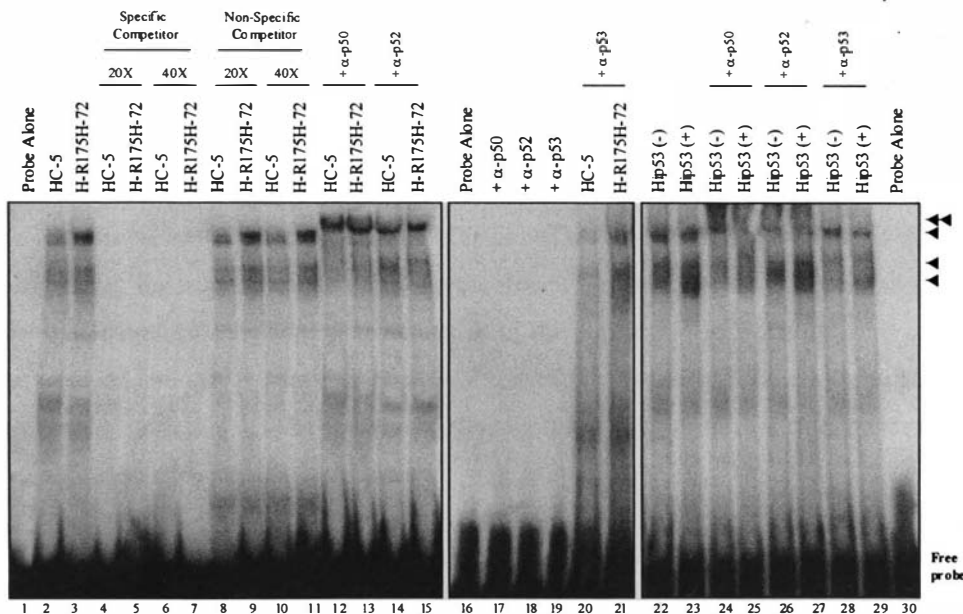 Specific
Competitor
Non-Specific
Competitor
20X
40X
20X
40X
+ α-p50
+ α-p52
+ α-p53
+ α-p50
+ α-p52
+ α-p53
Probe Alone
HC-5
H-R175H-72
HC-5
H-R175H-72
HC-5
H-R175H-72
HC-5
H-R175H-72
HC-5
H-R175H-72
HC-5
H-R175H-72
HC-5
H-R175H-72
Probe Alone
+ α-p50
+ α-p52
+ α-p53
HC-5
H-R175H-72
Hip53 (-)
Hip53 (+)
Hip53 (-)
Hip53 (+)
Hip53 (-)
Hip53 (+)
Hip53 (-)
Hip53 (+)
Probe Alone
Free
probe
1 2 3 4 5 6 7 8 9 10 11 12 13 14 15 16 17 18 19 20 21 22 23 24 25 26 27 28 29 30